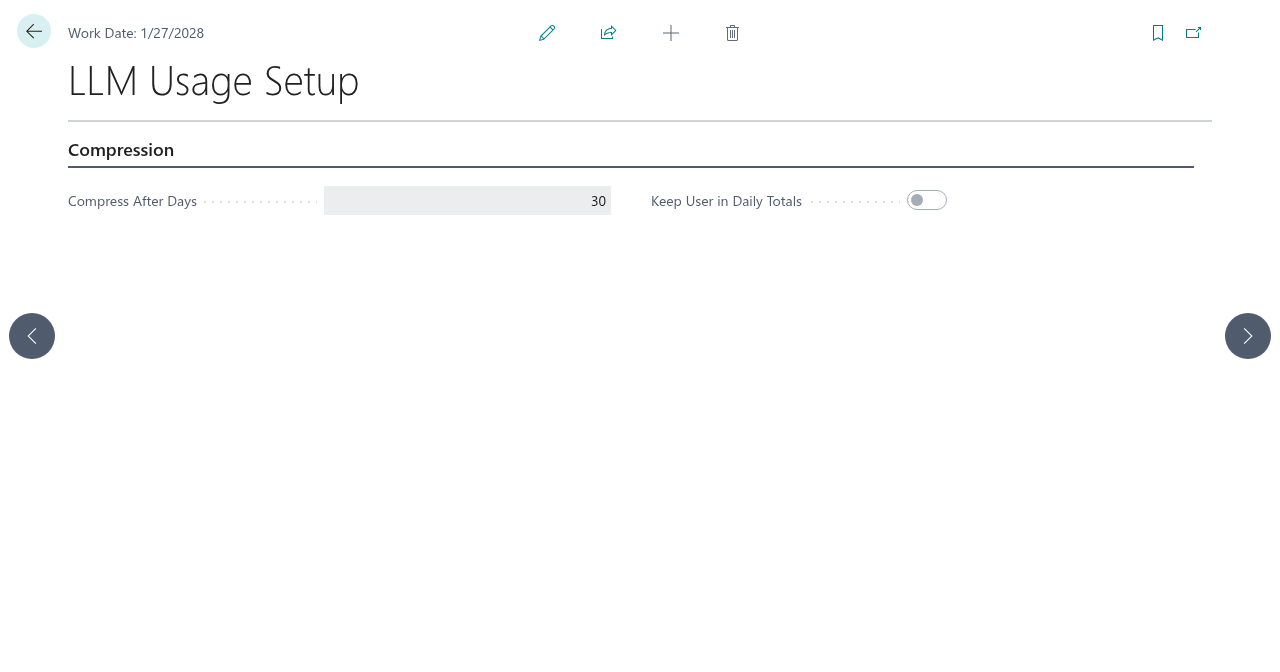 Work Date: 1/27/2028
LLM Usage Setup
Compression
Compress After Days 30 Keep User in Daily Totals